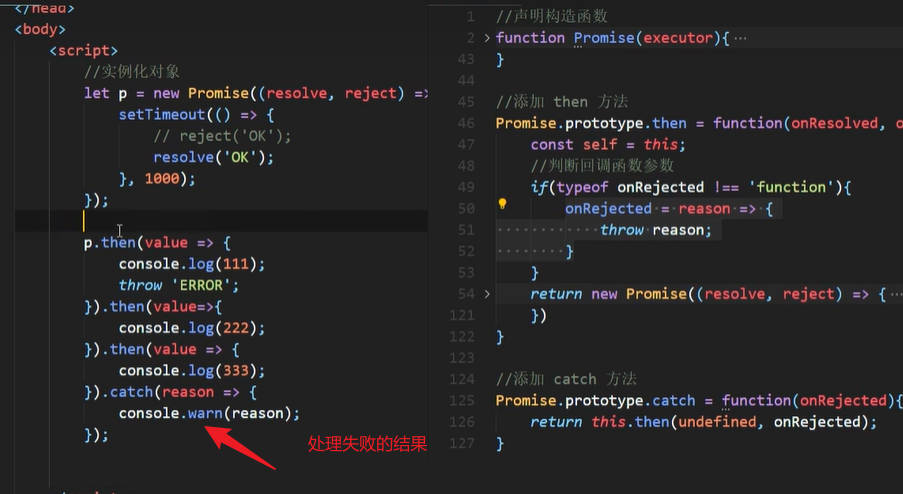 </head>
<body>
<script>
//实例化对象
let p = new Promise((resolve, reject) =>
setTimeout(() => {
// reject('OK');
resolve('OK');
}, 1000);
});
p.then(value => {
console.log(111);
throw 'ERROR';
}).then(value=>{
console.log(222);
}).then(value => {
console.log(333);
}).catch(reason => {
console.warn(reason);
});
处理失败的结果
1 //声明构造函数
2 function Promise(executor){ ···
43 }
44
45 //添加 then 方法
46 Promise.prototype.then = function(onResolved, o
47 const self = this;
48 //判断回调函数参数
49 if(typeof onRejected !== 'function'){
50 onRejected = reason => {
51 throw reason;
52 }
53 }
54 return new Promise((resolve, reject) => { ···
121 })
122 }
123
124 //添加 catch 方法
125 Promise.prototype.catch = function(onRejected){
126 return this.then(undefined, onRejected);
127 }